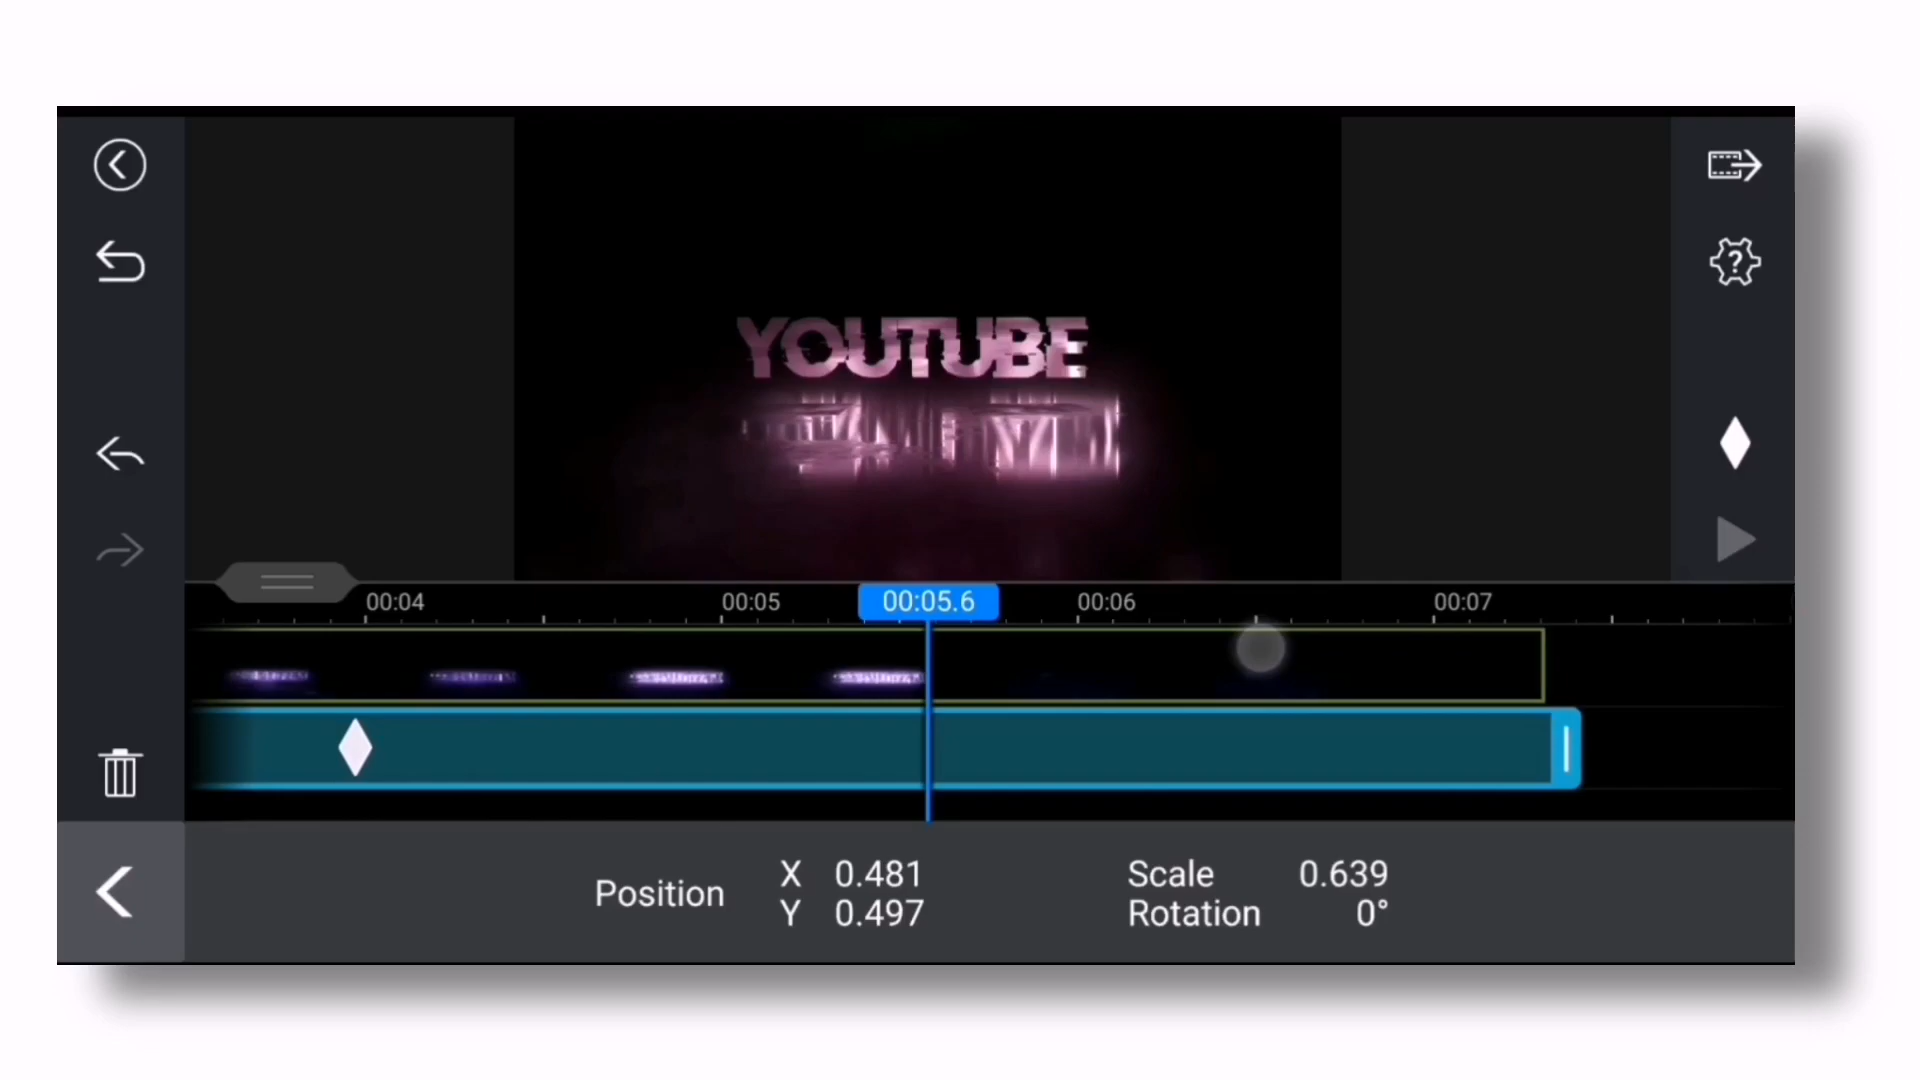 YOUTUBE
00:04
00:05
00:05.6
00:06
00:07
Position X 0.481
Y 0.497
Scale 0.639
Rotation 0°